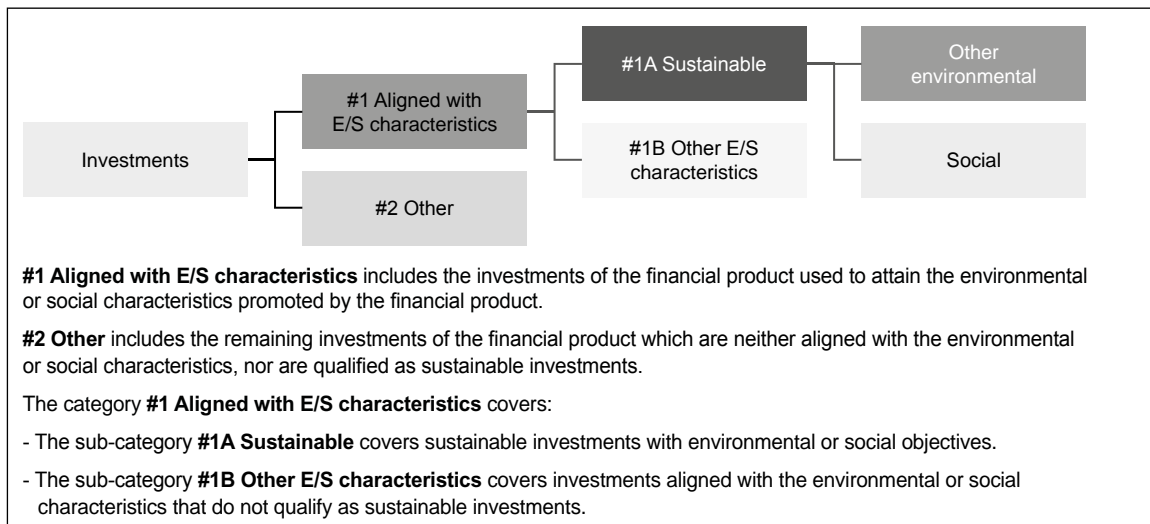 #1A Sustainable
Other
environmental
#1 Aligned with
E/S characteristics
Investments
#1B Other E/S
characteristics
Social
#2 Other
#1 Aligned with E/S characteristics includes the investments of the financial product used to attain the environmental
or social characteristics promoted by the financial product.
#2 Other includes the remaining investments of the financial product which are neither aligned with the environmental
or social characteristics, nor are qualified as sustainable investments.
The category #1 Aligned with E/S characteristics covers:
- The sub-category #1A Sustainable covers sustainable investments with environmental or social objectives.
- The sub-category #1B Other E/S characteristics covers investments aligned with the environmental or social
characteristics that do not qualify as sustainable investments.